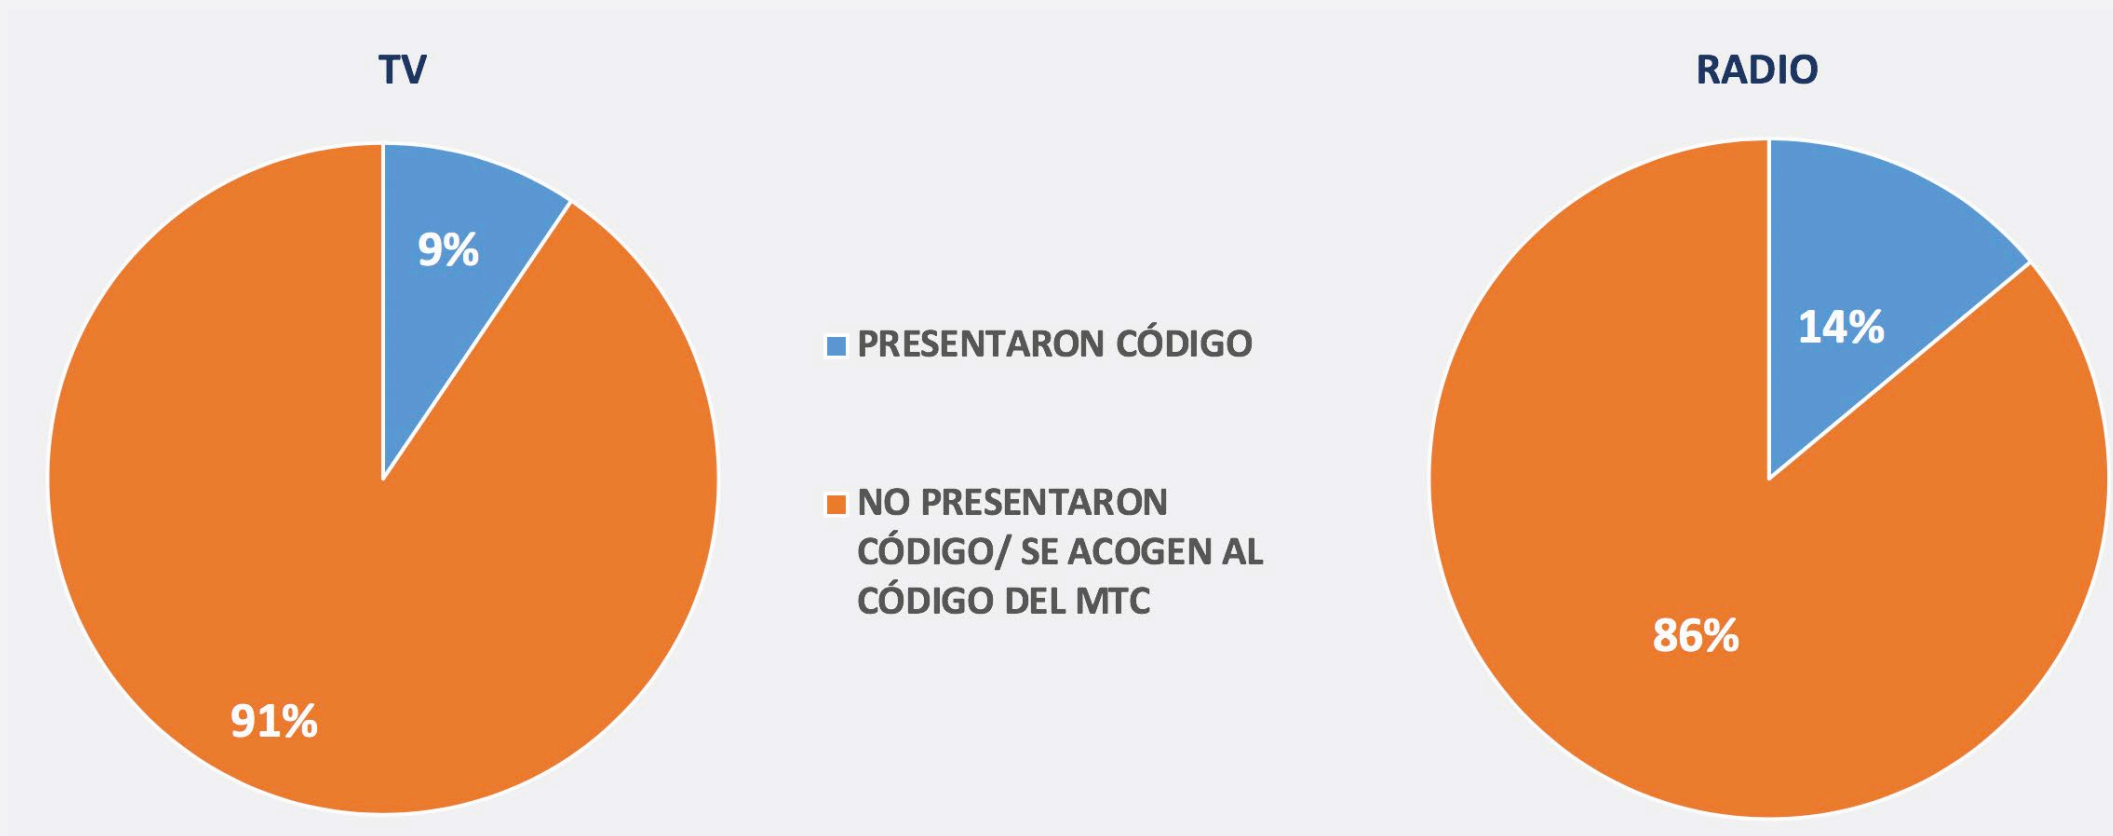 TV
9%
91%
PRESENTARON CÓDIGO
NO PRESENTARON
CÓDIGO/ SE ACOGEN AL
CÓDIGO DEL MTC
RADIO
14%
86%